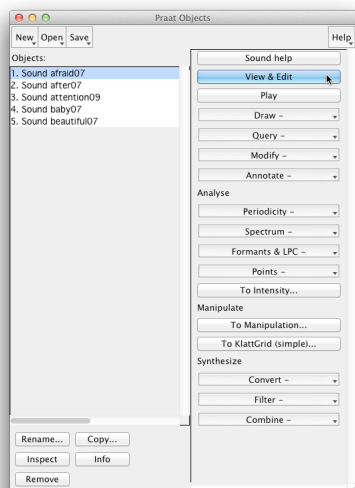 Praat Objects
New Open Save Help
Objects:
1. Sound afraid07
2. Sound after07
3. Sound attention09
4. Sound baby07
5. Sound beautiful07
Sound help
View & Edit
Play
Draw -
Query -
Modify -
Annotate -
Analyse
Periodicity -
Spectrum -
Formants & LPC -
Points -
To Intensity...
Manipulate
To Manipulation...
To KlattGrid (simple)...
Synthesize
Convert -
Filter -
Combine -
Rename... Copy...
Inspect Info
Remove